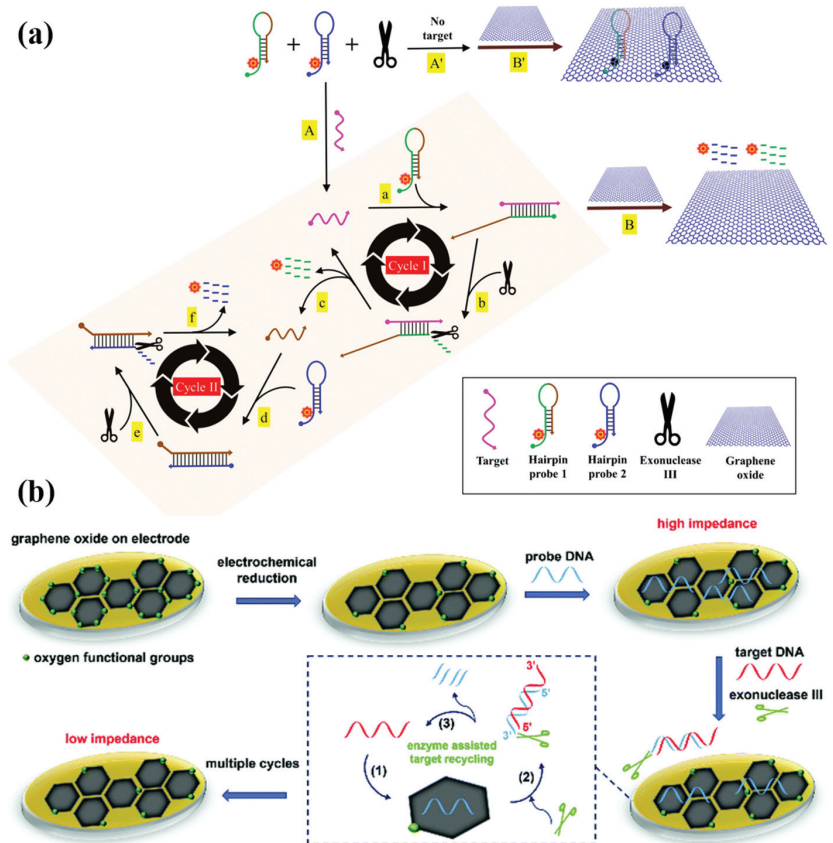 (a)
+
+
No
target
A'
B'
A
a
B
Cycle I
b
c
f
Cycle II
d
e
Target
Hairpin
probe 1
Hairpin
probe 2
Exonuclease
III
Graphene
oxide
(b)
graphene oxide on electrode
electrochemical
reduction
probe DNA
high impedance
oxygen functional groups
target DNA
exonuclease III
3'
5'
5'
3'
(3)
enzyme assisted
target recycling
(1)
(2)
low impedance
multiple cycles